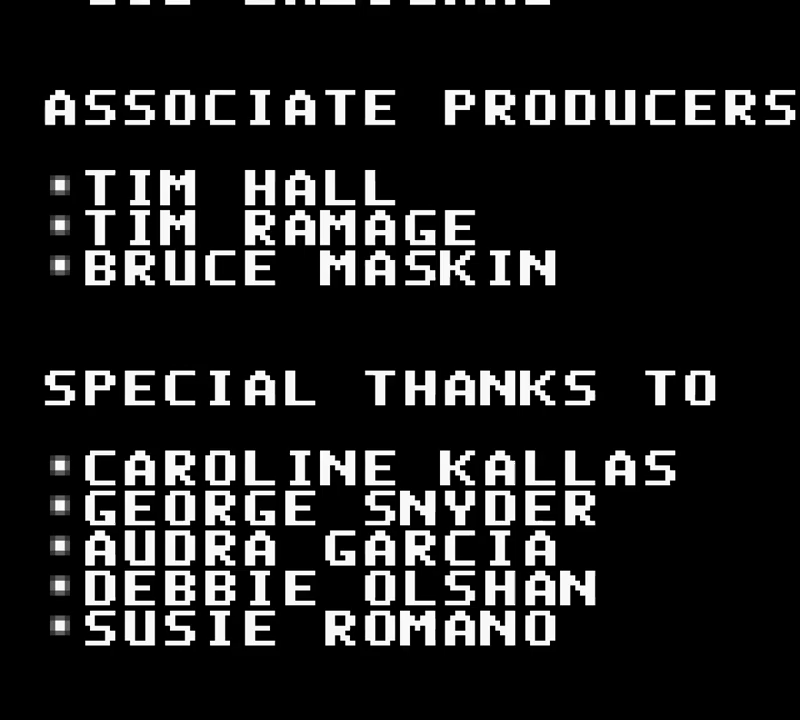 ASSOCIATE PRODUCERS
TIM HALL
TIM RAMAGE
BRUCE MASKIN
SPECIAL THANKS TO
CAROLINE KALLAS
GEORGE SNYDER
AUDRA GARCIA
DEBBIE OLSHAN
SUSIE ROMANO